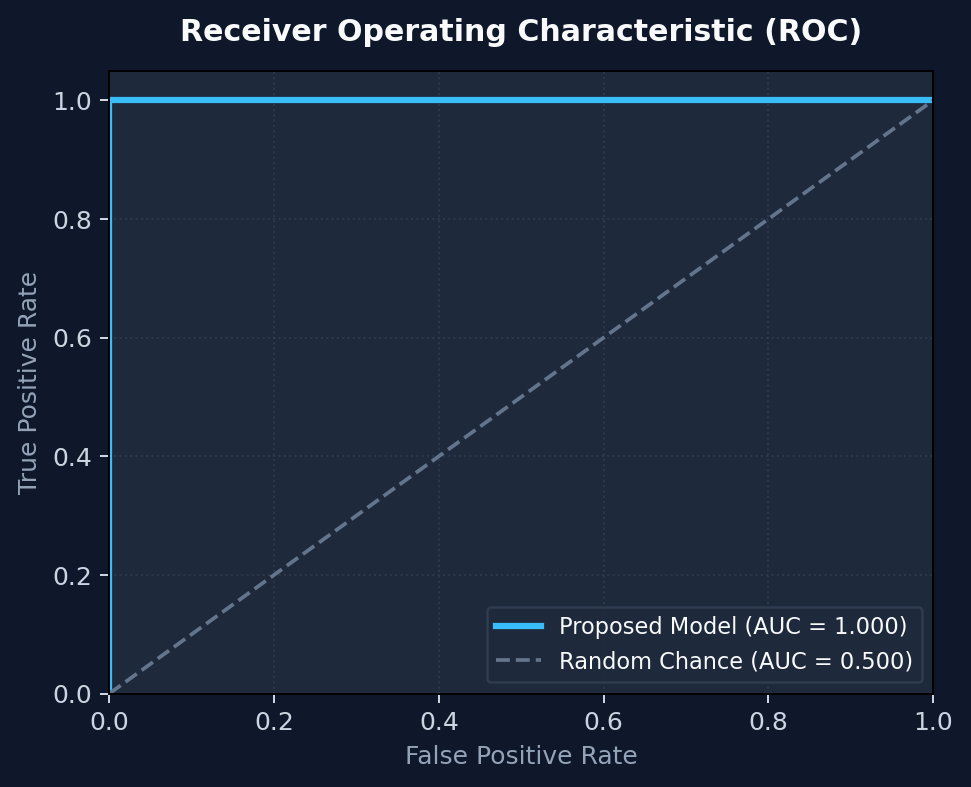 Receiver Operating Characteristic (ROC)
True Positive Rate
1.0
0.8
0.6
0.4
0.2
0.0
Proposed Model (AUC = 1.000)
Random Chance (AUC = 0.500)
0.0 0.2 0.4 0.6 0.8 1.0
False Positive Rate